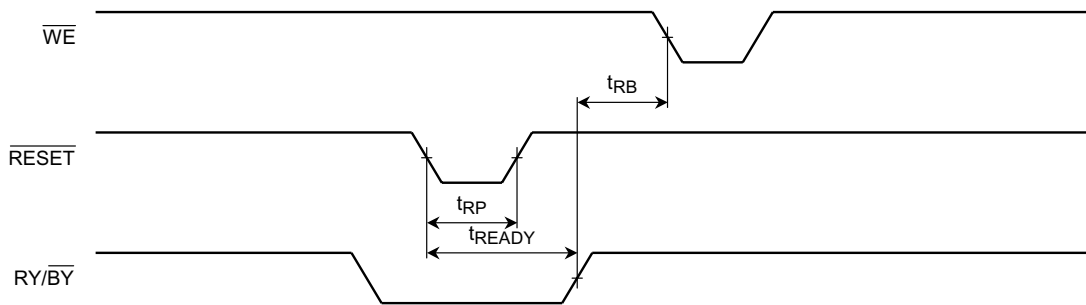 WE
tRB
RESET
tRP
tREADY
RY/BY